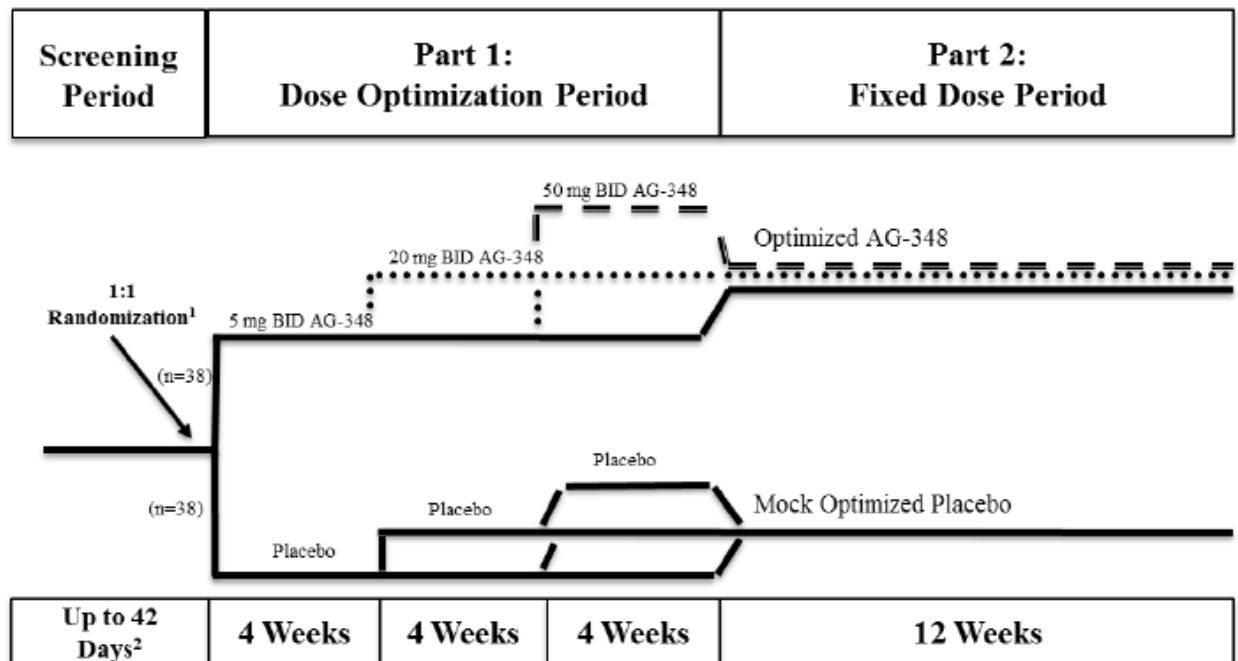 Screening
Period
Part 1:
Dose Optimization Period
Part 2:
Fixed Dose Period
50 mg BID AG-348
Optimized AG-348
20 mg BID AG-348
1:1
Randomization¹
5 mg BID AG-348
(n=38)
Placebo
(n=38)
Placebo
Mock Optimized Placebo
Placebo
Up to 42
Days²
4 Weeks
4 Weeks
4 Weeks
12 Weeks